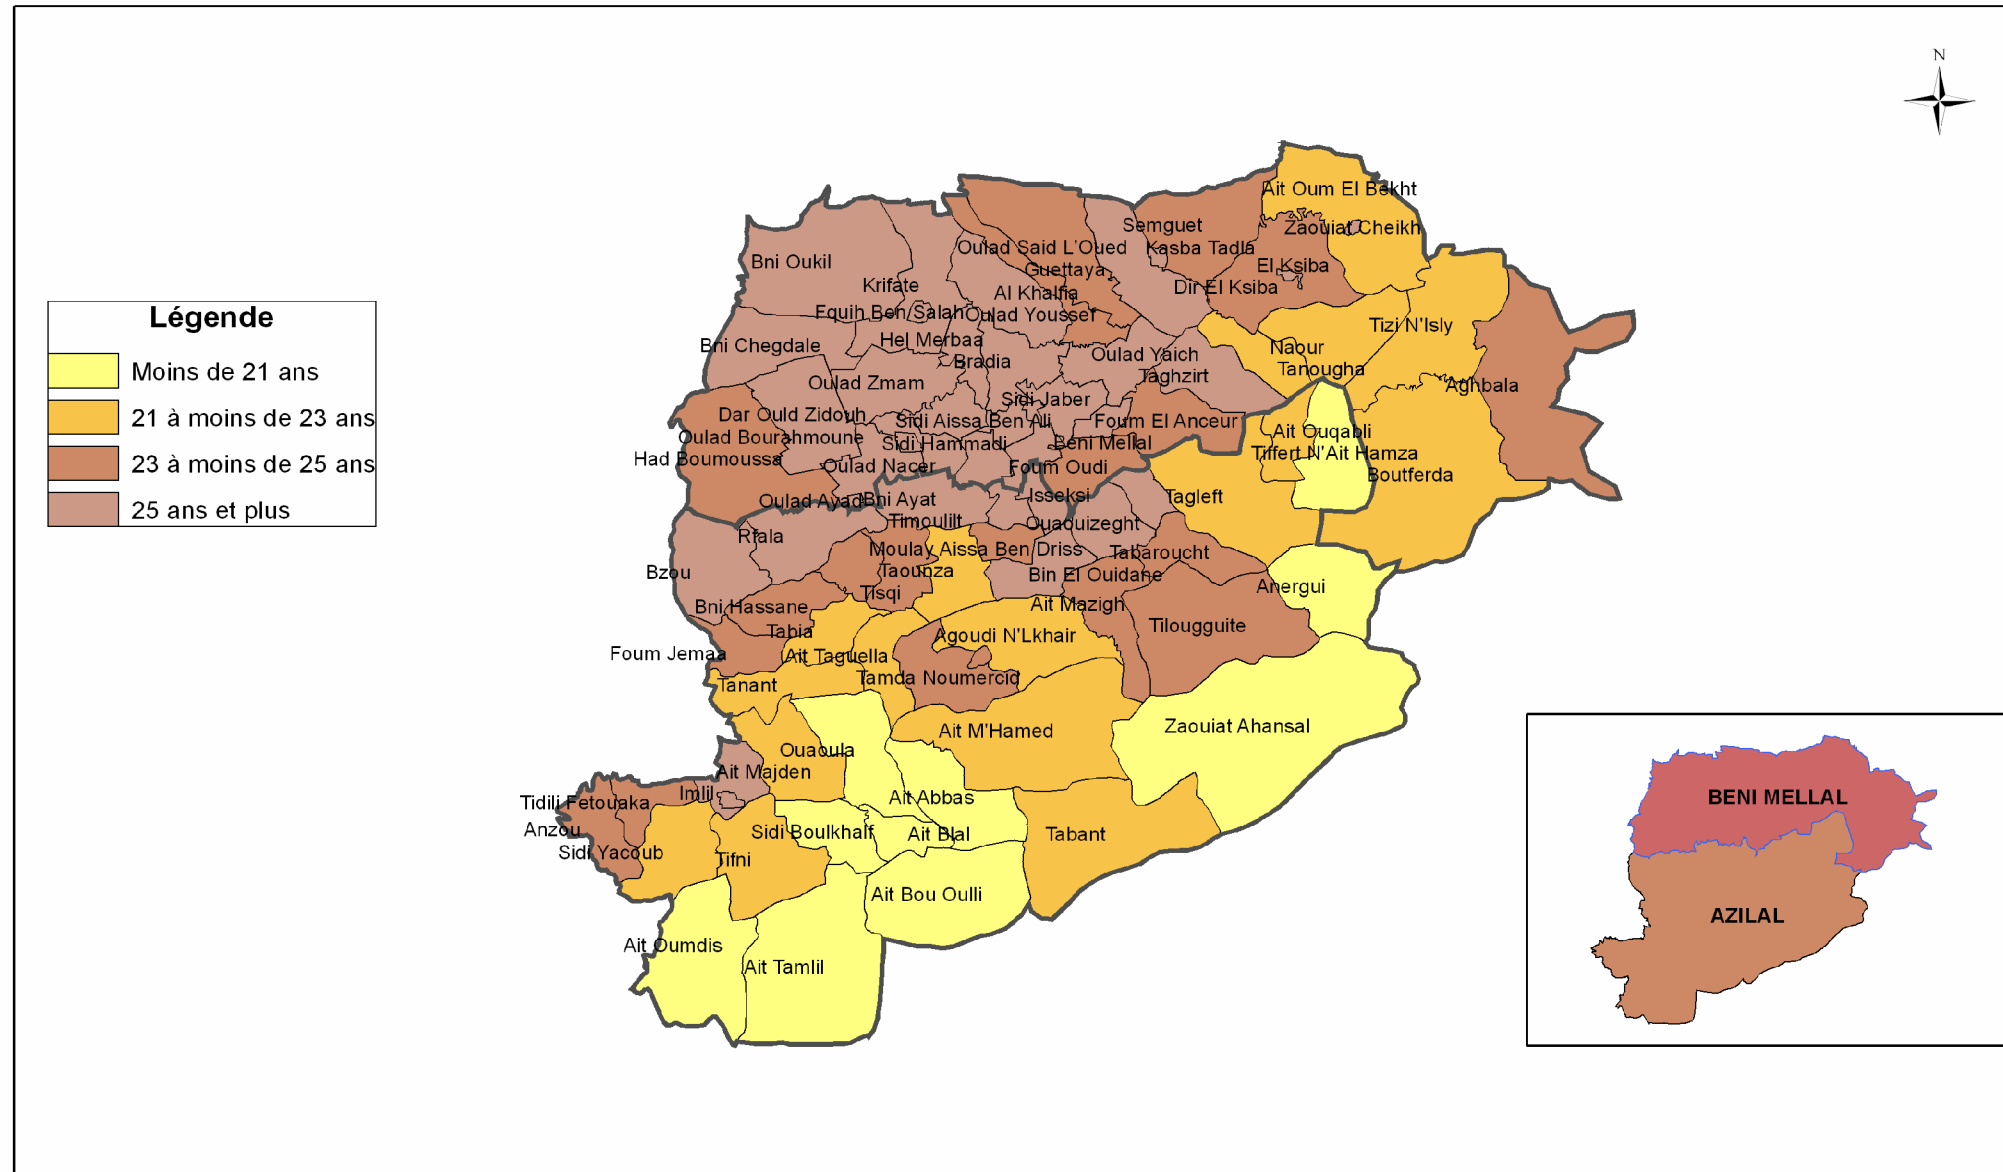 N
Ait Oum El Bekht
Semguet
Zaouiat Cheikh
Oulad Said L'Oued
Kasba Tadla
Bni Oukil
El Ksiba
Guettaya
Krifate
Al Khalfia
Dir El Ksiba
Fquih Ben Salah
Oulad Youssef
Tizi N'Isly
Légende
Bni Chegdale
Hel Merbaa
Naour
Bradia
Oulad Yaich
Tanougha
Moins de 21 ans
Taghzirt
Oulad Zmam
Aghbala
Sidi Jaber
21 à moins de 23 ans
Dar Ould Zidouh
Sidi Aissa Ben Ali
Foum El Anceur
Ait Ouqabli
Oulad Bourahmoune
Sidi Hammadi
Beni Mellal
Tiffert N'Ait Hamza
Had Boumoussa
23 à moins de 25 ans
Oulad Nacer
Foum Oudi
Boutferda
Oulad Ayad
Bni Ayat
Isseksi
Tagleft
25 ans et plus
Timoulilt
Ouaouizeght
Rfala
Moulay Aissa Ben Driss
Tabaroucht
Bzou
Taounza
Bin El Ouidane
Anergui
Tisqi
Bni Hassane
Ait Mazigh
Tabia
Agoudi N'Lkhair
Tilougguite
Foum Jemaa
Ait Taguella
Tanant
Tamda Noumercid
Ait M'Hamed
Zaouiat Ahansal
Ouaoula
Ait Majden
Imlil
Ait Abbas
Tidili Fetouaka
Anzou
Sidi Boulkhalf
Ait Blal
Tabant
Sidi Yacoub
Tifni
Ait Bou Oulli
Ait Oumdis
Ait Tamlil
BENI MELLAL
AZILAL